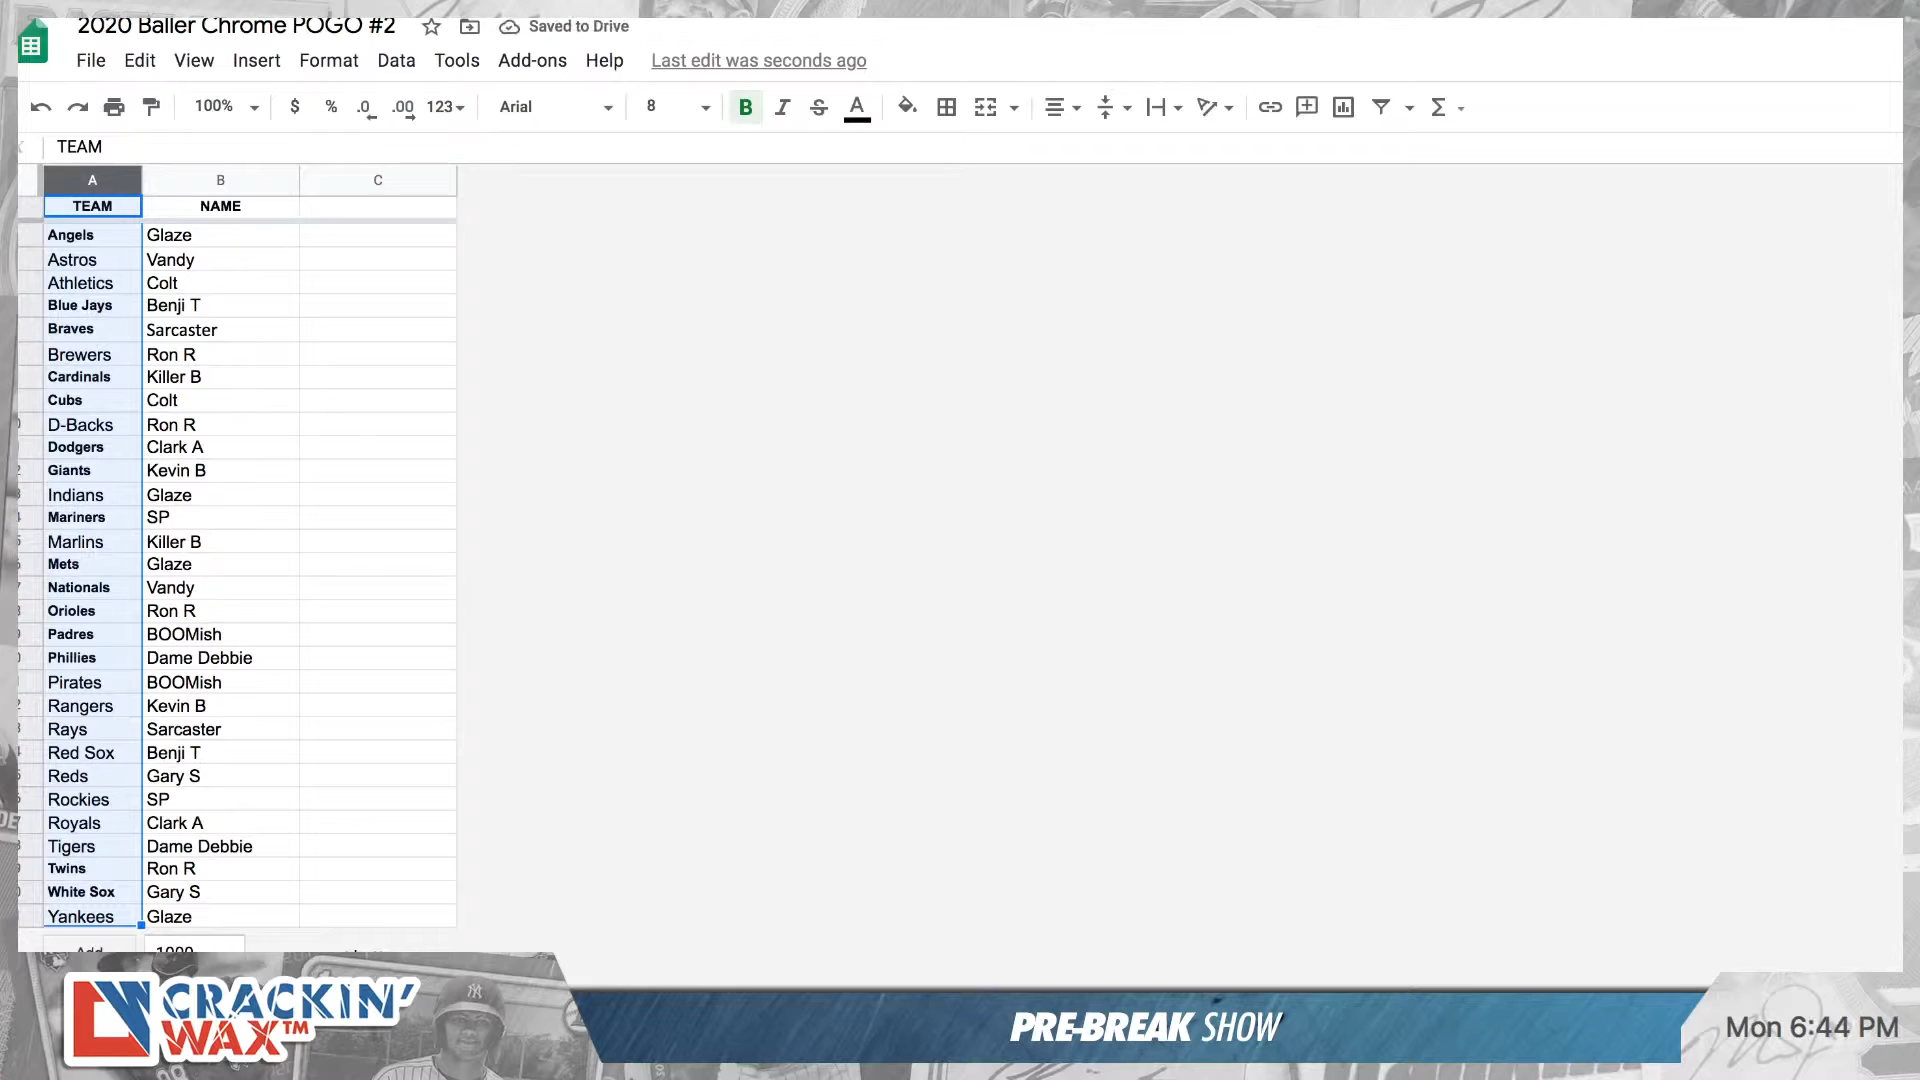 2020 Baller Chrome POGO #2 Saved to Drive
File Edit View Insert Format Data Tools Add-ons Help Last edit was seconds ago
100% $ % .0 .00 123 Arial 8 B I S A Σ
TEAM
A B C
TEAM NAME
Angels Glaze
Astros Vandy
Athletics Colt
Blue Jays Benji T
Braves Sarcaster
Brewers Ron R
Cardinals Killer B
Cubs Colt
D-Backs Ron R
Dodgers Clark A
Giants Kevin B
Indians Glaze
Mariners SP
Marlins Killer B
Mets Glaze
Nationals Vandy
Orioles Ron R
Padres BOOMish
Phillies Dame Debbie
Pirates BOOMish
Rangers Kevin B
Rays Sarcaster
Red Sox Benji T
Reds Gary S
Rockies SP
Royals Clark A
Tigers Dame Debbie
Twins Ron R
White Sox Gary S
Yankees Glaze
Add 1000
CRACKIN'
WAX™
PRE-BREAK SHOW
Mon 6:44 PM